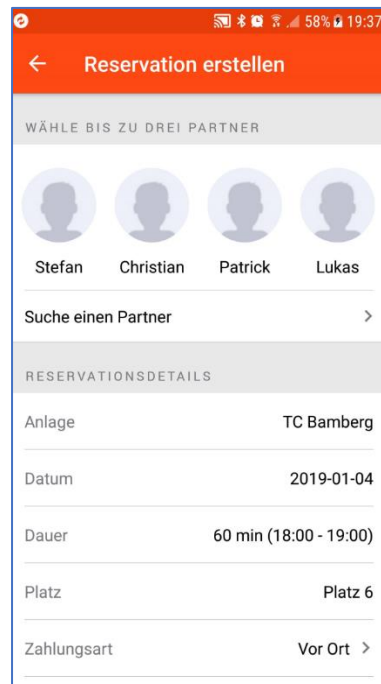 58% 19:37
Reservation erstellen
WÄHLE BIS ZU DREI PARTNER
Stefan Christian Patrick Lukas
Suche einen Partner
RESERVATIONSDETAILS
Anlage TC Bamberg
Datum 2019-01-04
Dauer 60 min (18:00 - 19:00)
Platz Platz 6
Zahlungsart Vor Ort